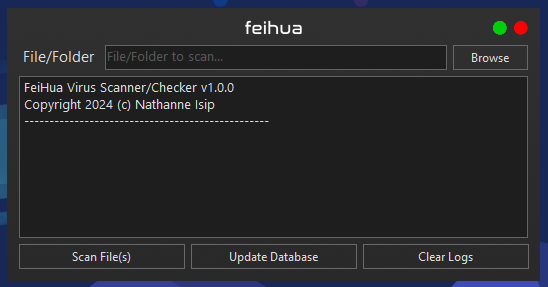 feihua
File/Folder File/Folder to scan... Browse
FeiHua Virus Scanner/Checker v1.0.0
Copyright 2024 (c) Nathanne Isip
-------------------------------------------------
Scan File(s) Update Database Clear Logs